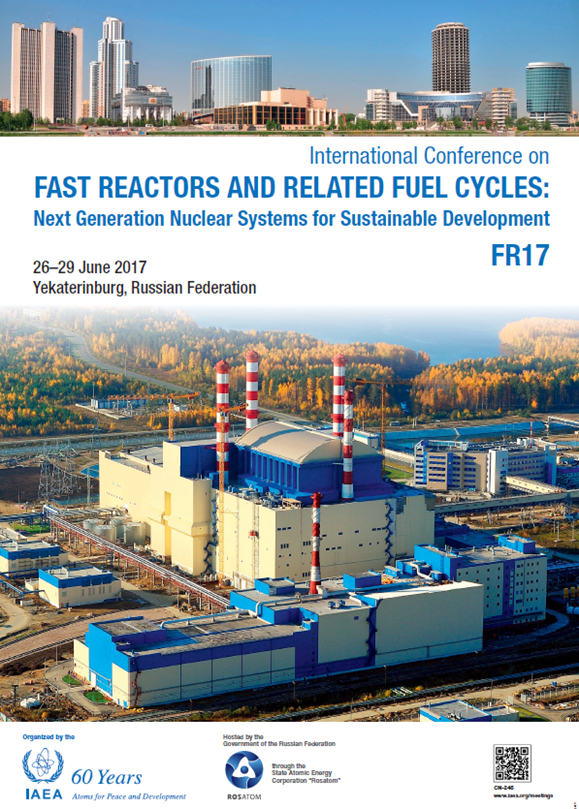 International Conference on
FAST REACTORS AND RELATED FUEL CYCLES:
Next Generation Nuclear Systems for Sustainable Development
FR17
26–29 June 2017
Yekaterinburg, Russian Federation
Organized by the
IAEA
60 Years
Atoms for Peace and Development
Hosted by the
Government of the Russian Federation
ROSATOM
through the
State Atomic Energy
Corporation "Rosatom"
CN-245
www.iaea.org/meetings